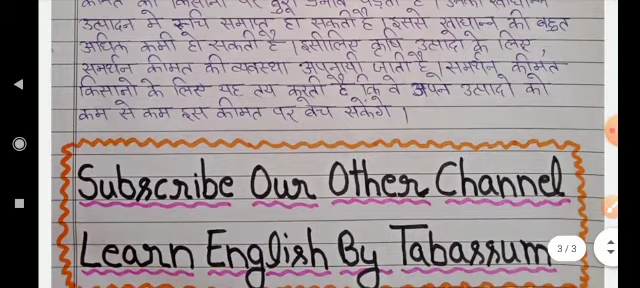 उत्पादन में रूचि समाप्त हो सकती है। इससे खाद्यान्न की बहुत
अधिक कमी हो सकती है। इसीलिए कृषि उत्पादो के लिए,
समर्थन कीमत की व्यवस्था अपनायी जाती है। समर्थन कीमत
किसानो के लिए यह तय करती है कि वे अपने उत्पादो को
कम से कम इस कीमत पर बेच सकेंगे।
Subscribe Our Other Channel
Learn English By Tabassum
3/3